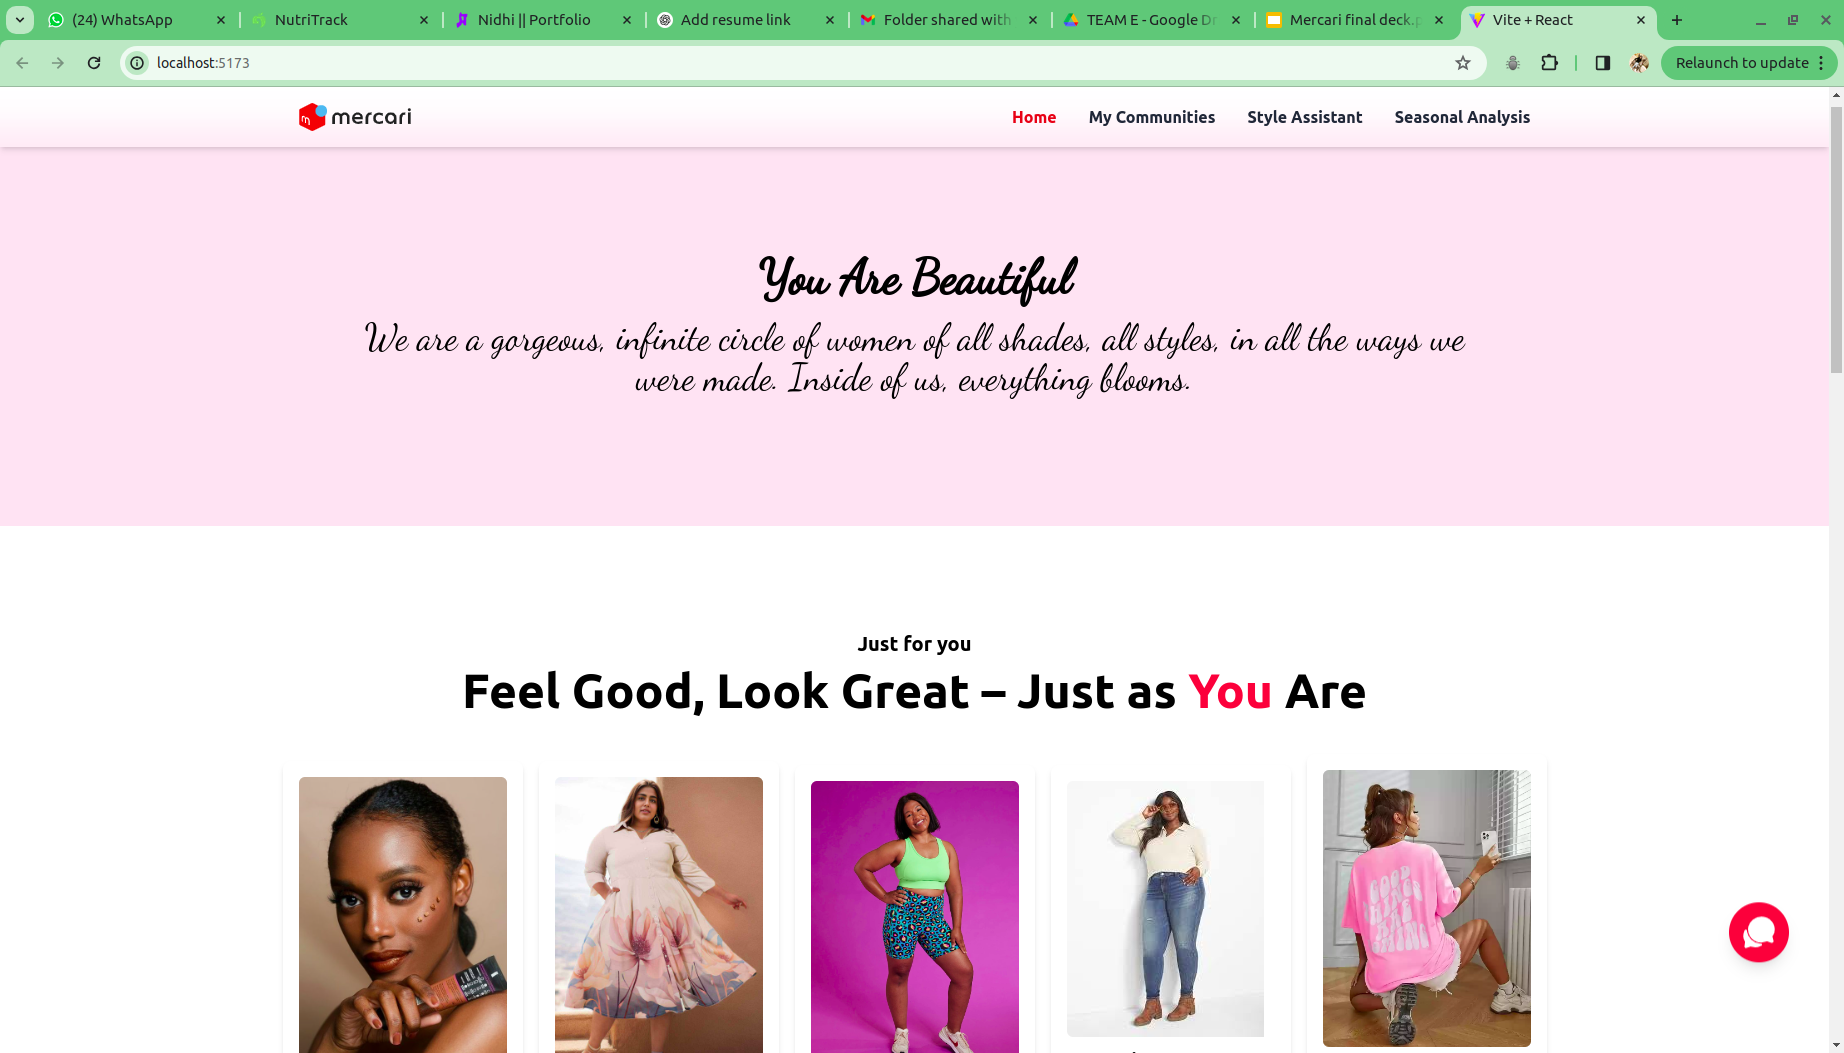 (24) WhatsApp
NutriTrack
Nidhi || Portfolio
Add resume link
Folder shared with
TEAM E - Google Dr
Mercari final deck.p
Vite + React
localhost:5173
Relaunch to update
mercari
Home
My Communities
Style Assistant
Seasonal Analysis
You Are Beautiful
We are a gorgeous, infinite circle of women of all shades, all styles, in all the ways we
were made. Inside of us, everything blooms.
Just for you
Feel Good, Look Great – Just as You Are
GOOD
THINGS